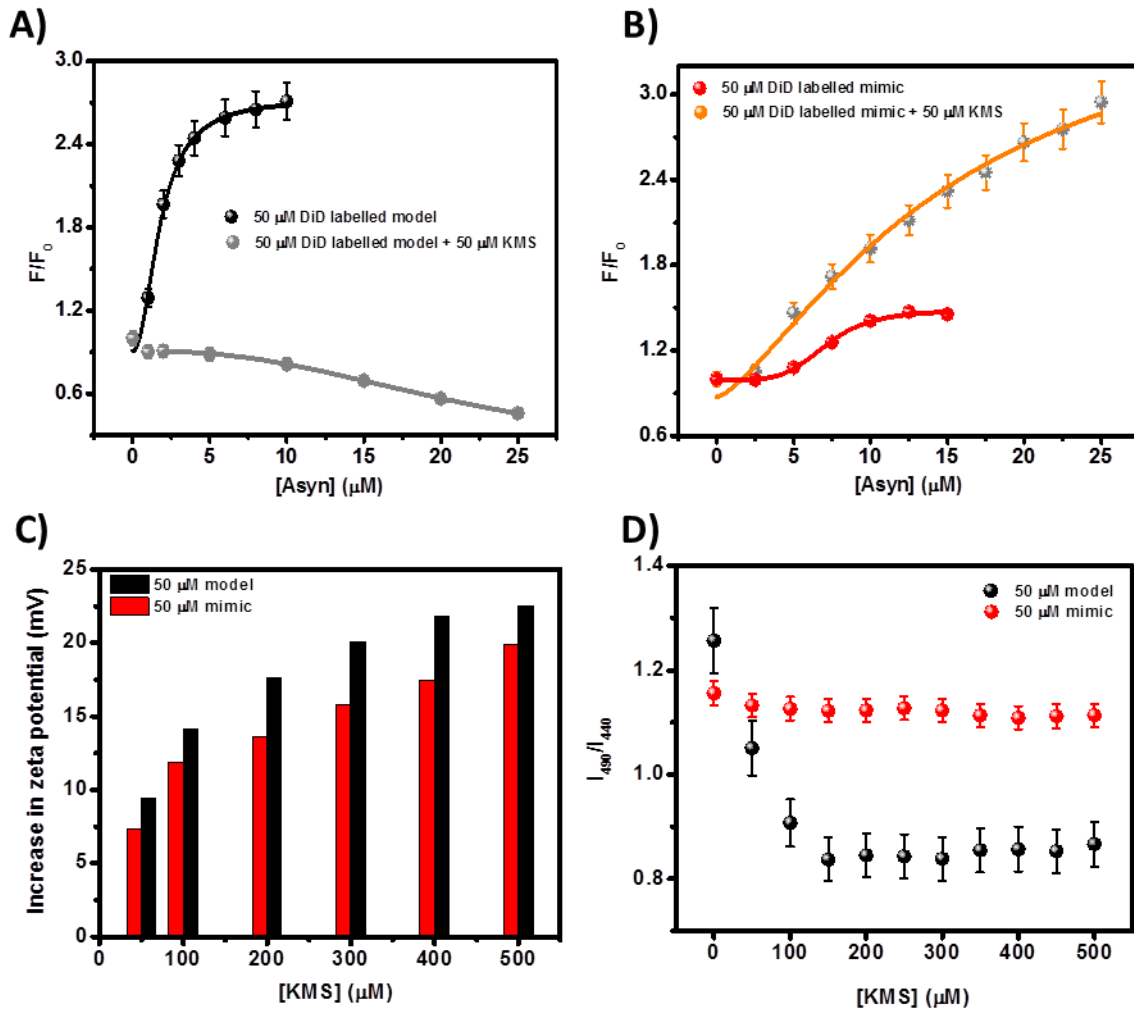 A)
3.0
2.4
1.8
1.2
0.6
F/F₀
50 μM DiD labelled model
50 μM DiD labelled model + 50 μM KMS
0 5 10 15 20 25
[Asyn] (μM)
B)
3.0
2.4
1.8
1.2
0.6
F/F₀
50 μM DiD labelled mimic
50 μM DiD labelled mimic + 50 μM KMS
0 5 10 15 20 25
[Asyn] (μM)
C)
25
20
15
10
5
0
Increase in zeta potential (mV)
50 μM model
50 μM mimic
0 100 200 300 400 500
[KMS] (μM)
D)
1.4
1.2
1.0
0.8
I₄₉₀/I₄₄₀
50 μM model
50 μM mimic
0 100 200 300 400 500
[KMS] (μM)